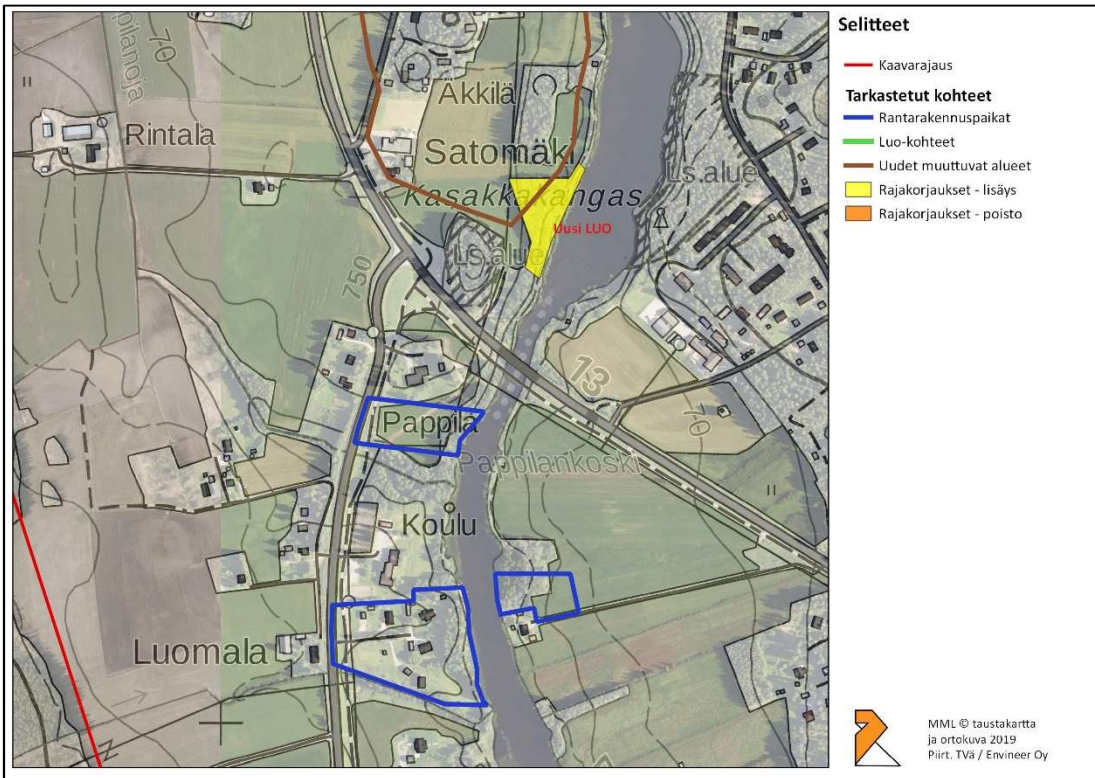 70
Pappilanoja
Rintala
Äkkilä
Satomäki
Kasakkakangas
Ls.alue
Uusi LUO
Ls.alue
750
13
70
Pappila
Pappilankoski
Koulu
Luomala
Selitteet
Kaavarajaus
Tarkastetut kohteet
Rantarakennuspaikat
Luo-kohteet
Uudet muuttuvat alueet
Rajakorjaukset - lisäys
Rajakorjaukset - poisto
MML © taustakartta
ja ortokuva 2019
Piirt. TVä / Envineer Oy